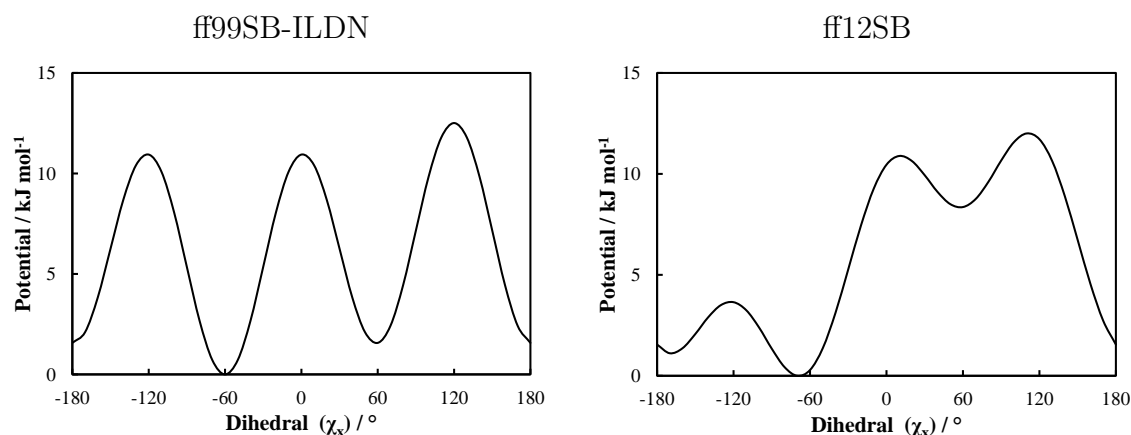 ff99SB-ILDN
15
10
5
0
Potential / kJ mol⁻¹
-180 -120 -60 0 60 120 180
Dihedral (χₓ) / °
ff12SB
15
10
5
0
Potential / kJ mol⁻¹
-180 -120 -60 0 60 120 180
Dihedral (χₓ) / °